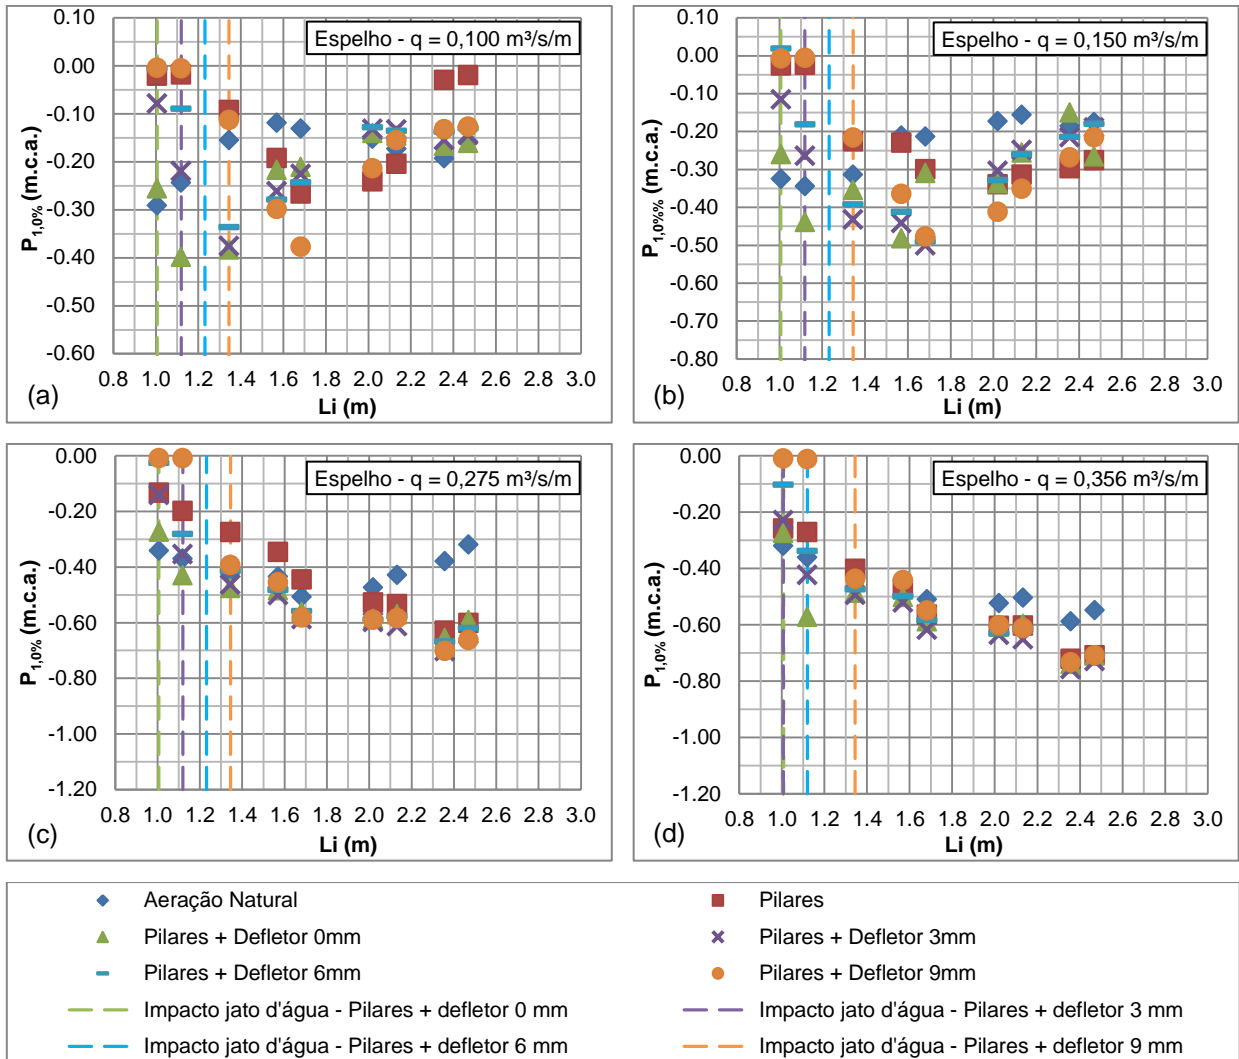 Espelho - q = 0,100 m³/s/m
P1,0% (m.c.a.)
0.10
0.00
-0.10
-0.20
-0.30
-0.40
-0.50
-0.60
0.8 1.0 1.2 1.4 1.6 1.8 2.0 2.2 2.4 2.6 2.8 3.0
(a)
Li (m)
Espelho - q = 0,150 m³/s/m
P1,0%% (m.c.a.)
0.10
0.00
-0.10
-0.20
-0.30
-0.40
-0.50
-0.60
-0.70
-0.80
0.8 1.0 1.2 1.4 1.6 1.8 2.0 2.2 2.4 2.6 2.8 3.0
(b)
Li (m)
Espelho - q = 0,275 m³/s/m
P1,0% (m.c.a.)
0.00
-0.20
-0.40
-0.60
-0.80
-1.00
-1.20
0.8 1.0 1.2 1.4 1.6 1.8 2.0 2.2 2.4 2.6 2.8 3.0
(c)
Li (m)
Espelho - q = 0,356 m³/s/m
P1,0% (m.c.a.)
0.00
-0.20
-0.40
-0.60
-0.80
-1.00
-1.20
0.8 1.0 1.2 1.4 1.6 1.8 2.0 2.2 2.4 2.6 2.8 3.0
(d)
Li (m)
Aeração Natural
Pilares
Pilares + Defletor 0mm
Pilares + Defletor 3mm
Pilares + Defletor 6mm
Pilares + Defletor 9mm
Impacto jato d'água - Pilares + defletor 0 mm
Impacto jato d'água - Pilares + defletor 3 mm
Impacto jato d'água - Pilares + defletor 6 mm
Impacto jato d'água - Pilares + defletor 9 mm